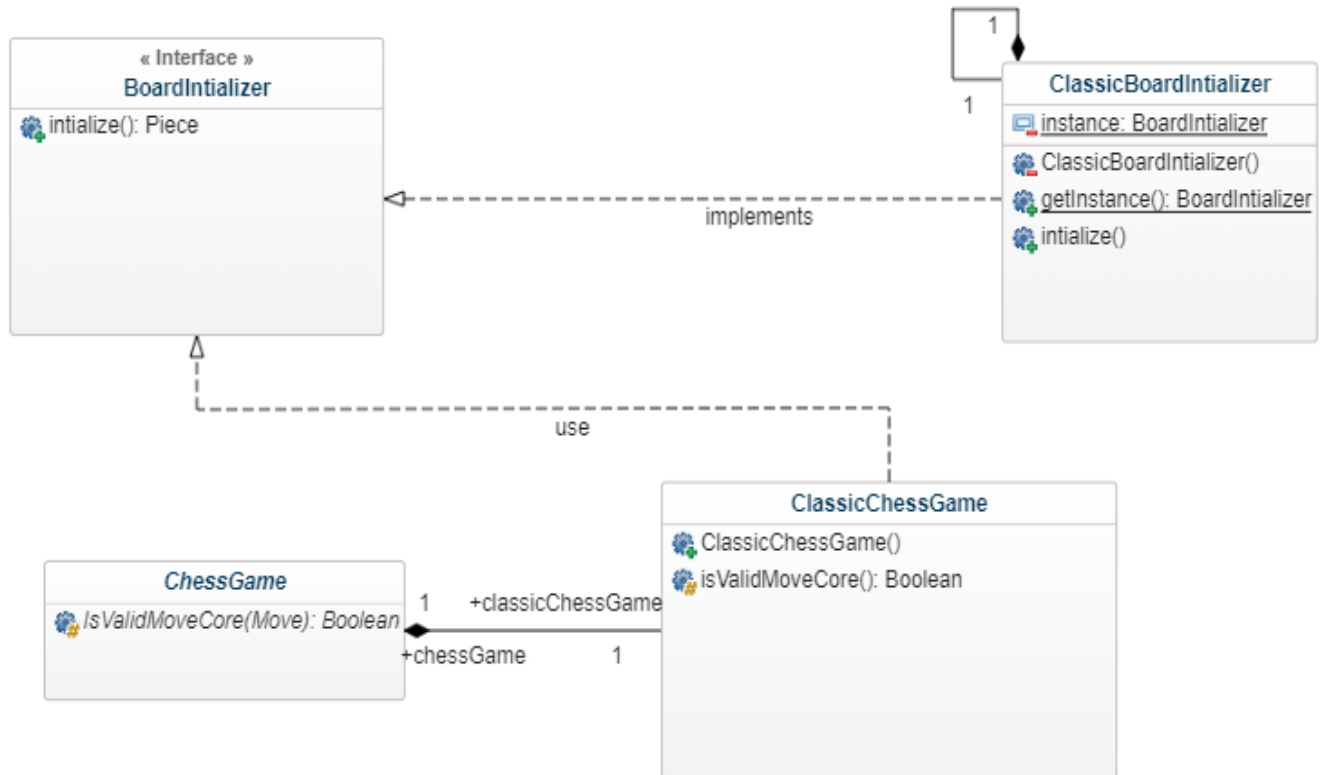 « Interface »
BoardIntializer
intialize(): Piece
1
1
ClassicBoardIntializer
instance: BoardIntializer
ClassicBoardIntializer()
getInstance(): BoardIntializer
intialize()
implements
use
ClassicChessGame
ClassicChessGame()
isValidMoveCore(): Boolean
ChessGame
IsValidMoveCore(Move): Boolean
1 +classicChessGame
+chessGame 1